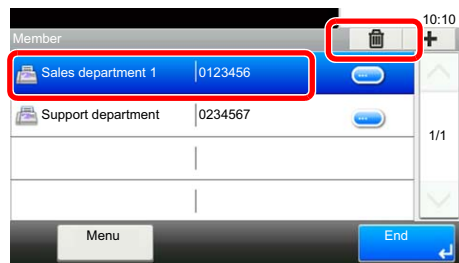 10:10
Member
Sales department 1 0123456
Support department 0234567
1/1
Menu End